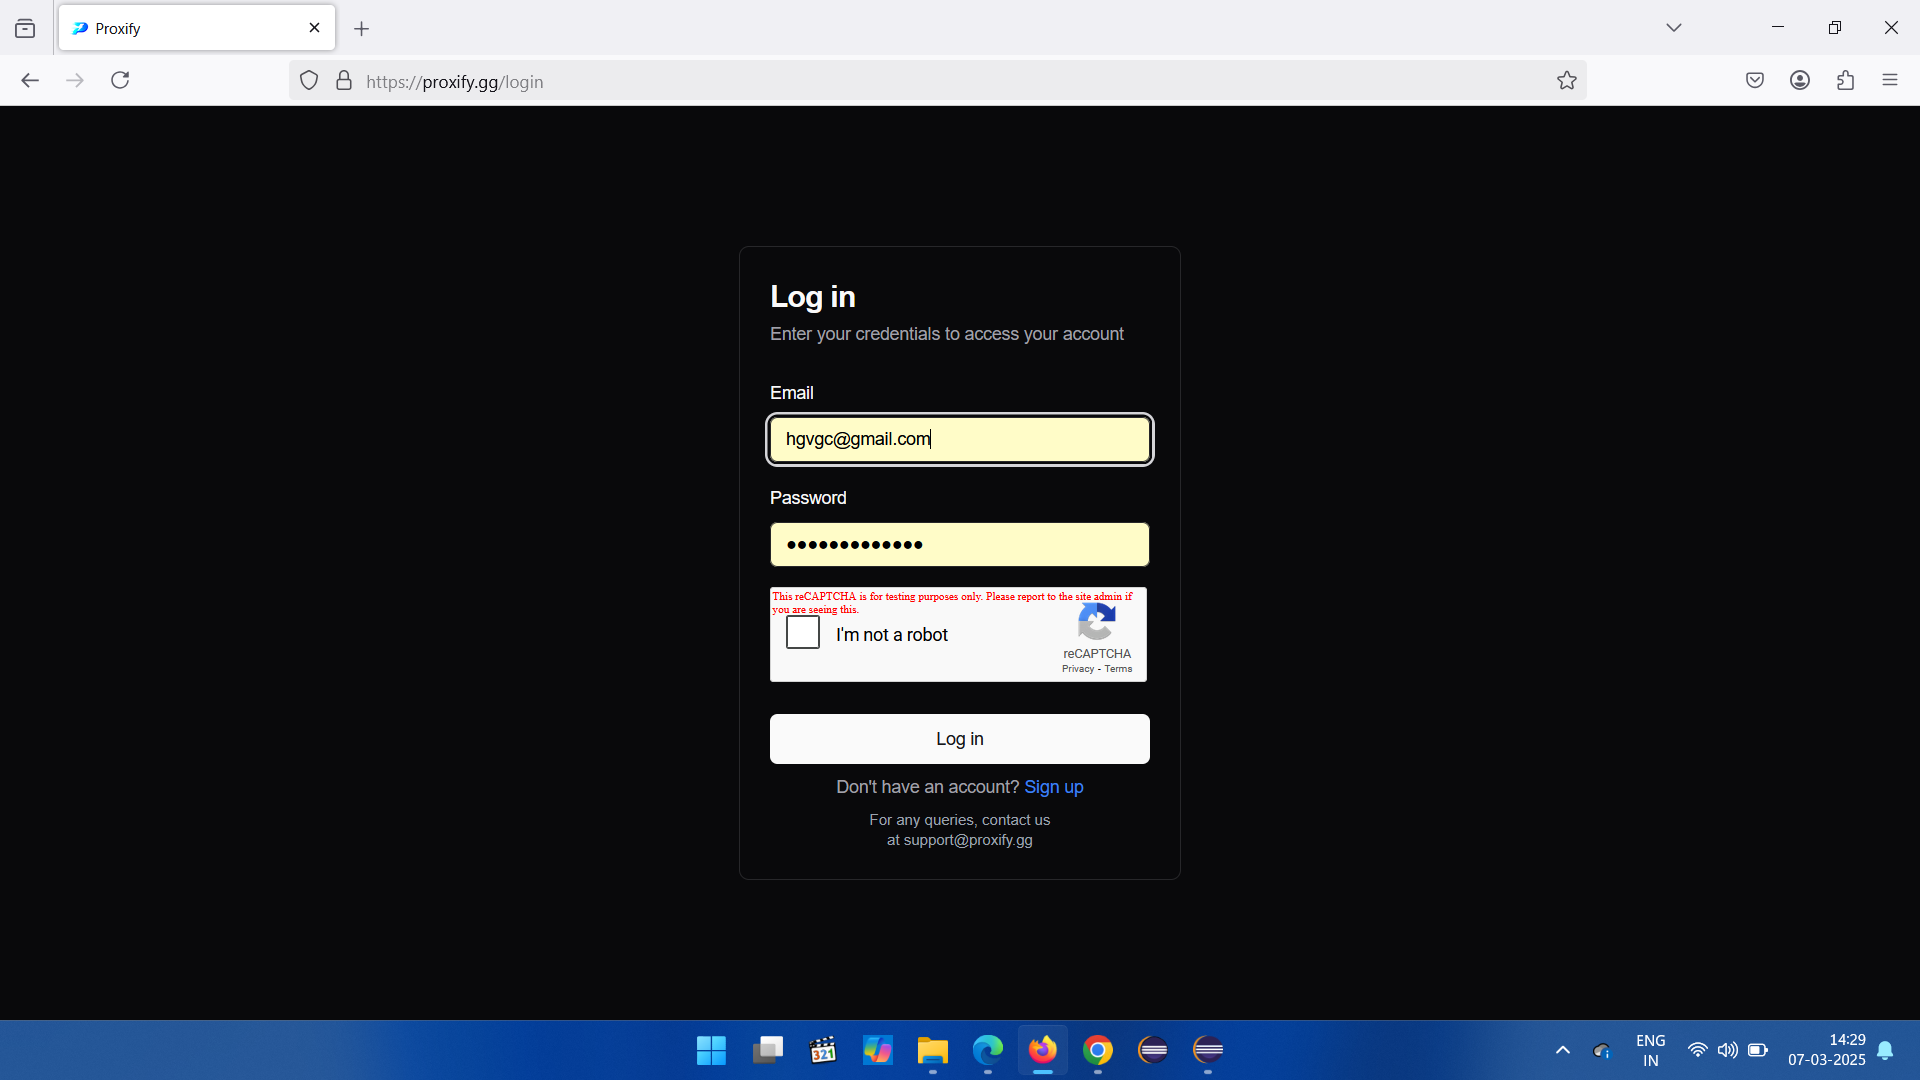 Proxify
https://proxify.gg/login
Log in
Enter your credentials to access your account
Email
hgvgc@gmail.com
Password
This reCAPTCHA is for testing purposes only. Please report to the site admin if
you are seeing this.
I'm not a robot
reCAPTCHA
Privacy - Terms
Log in
Don't have an account? Sign up
For any queries, contact us
at support@proxify.gg
321
ENG
IN
14:29
07-03-2025